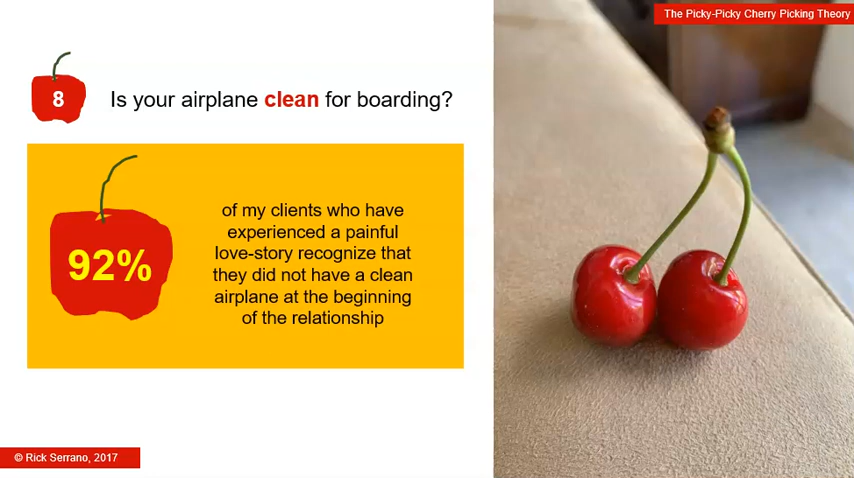 The Picky-Picky Cherry Picking Theory
8
Is your airplane clean for boarding?
92%
of my clients who have
experienced a painful
love-story recognize that
they did not have a clean
airplane at the beginning
of the relationship
© Rick Serrano, 2017